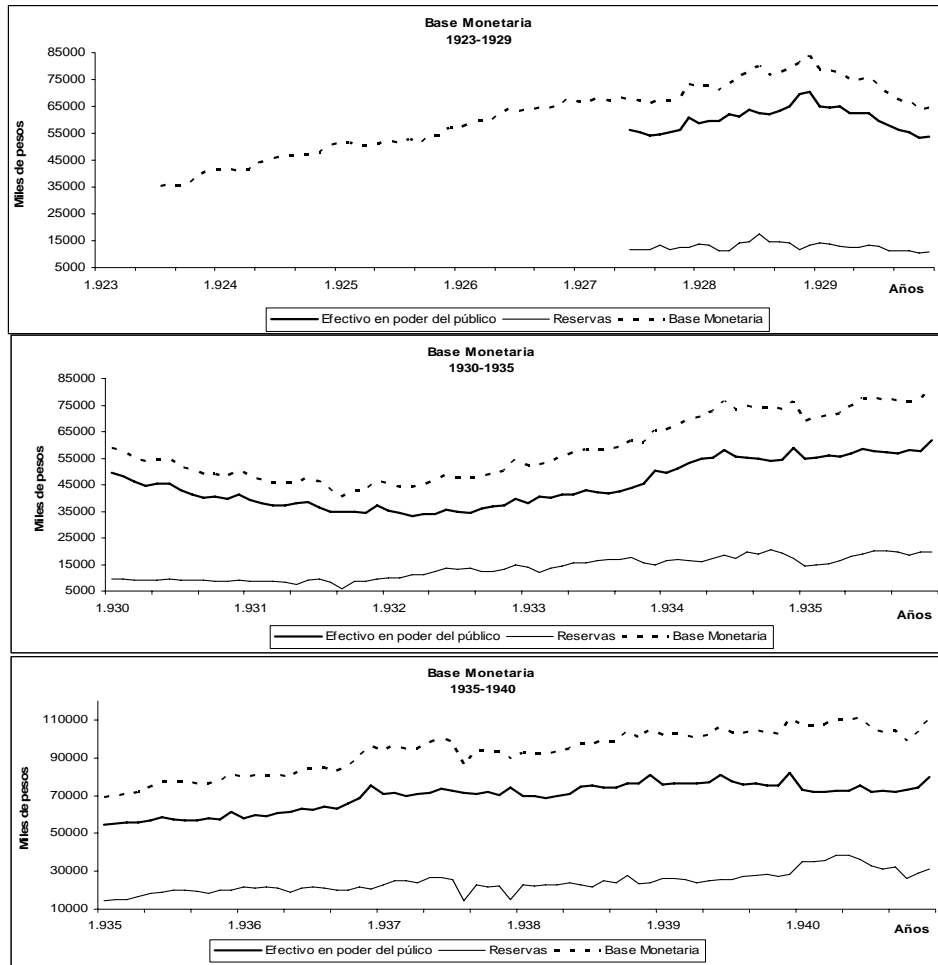 Base Monetaria
1923-1929
Miles de pesos
85000
75000
65000
55000
45000
35000
25000
15000
5000
1.923 1.924 1.925 1.926 1.927 1.928 1.929
Años
Efectivo en poder del público Reservas Base Monetaria
Base Monetaria
1930-1935
Miles de pesos
85000
75000
65000
55000
45000
35000
25000
15000
5000
1.930 1.931 1.932 1.933 1.934 1.935
Años
Efectivo en poder del público Reservas Base Monetaria
Base Monetaria
1935-1940
Miles de pesos
110000
90000
70000
50000
30000
10000
1.935 1.936 1.937 1.938 1.939 1.940
Años
Efectivo en poder del púlico Reservas Base Monetaria